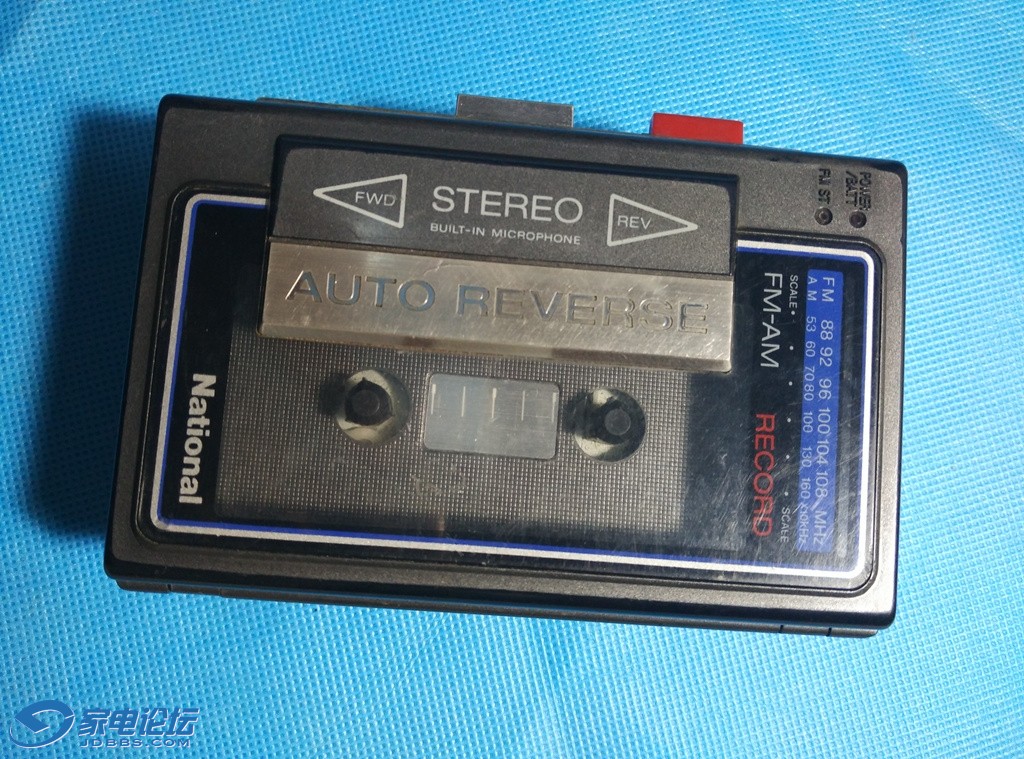 FWD
STEREO
REV
BUILT-IN MICROPHONE
AUTO REVERSE
National
POWER
/BATT
FM ST
FM 88 92 96 100 104 108 MHz
AM 53 60 70 80 100 130 160 X10kHz
SCALE
SCALE
FM-AM
RECORD
家电论坛
JDBBS.COM